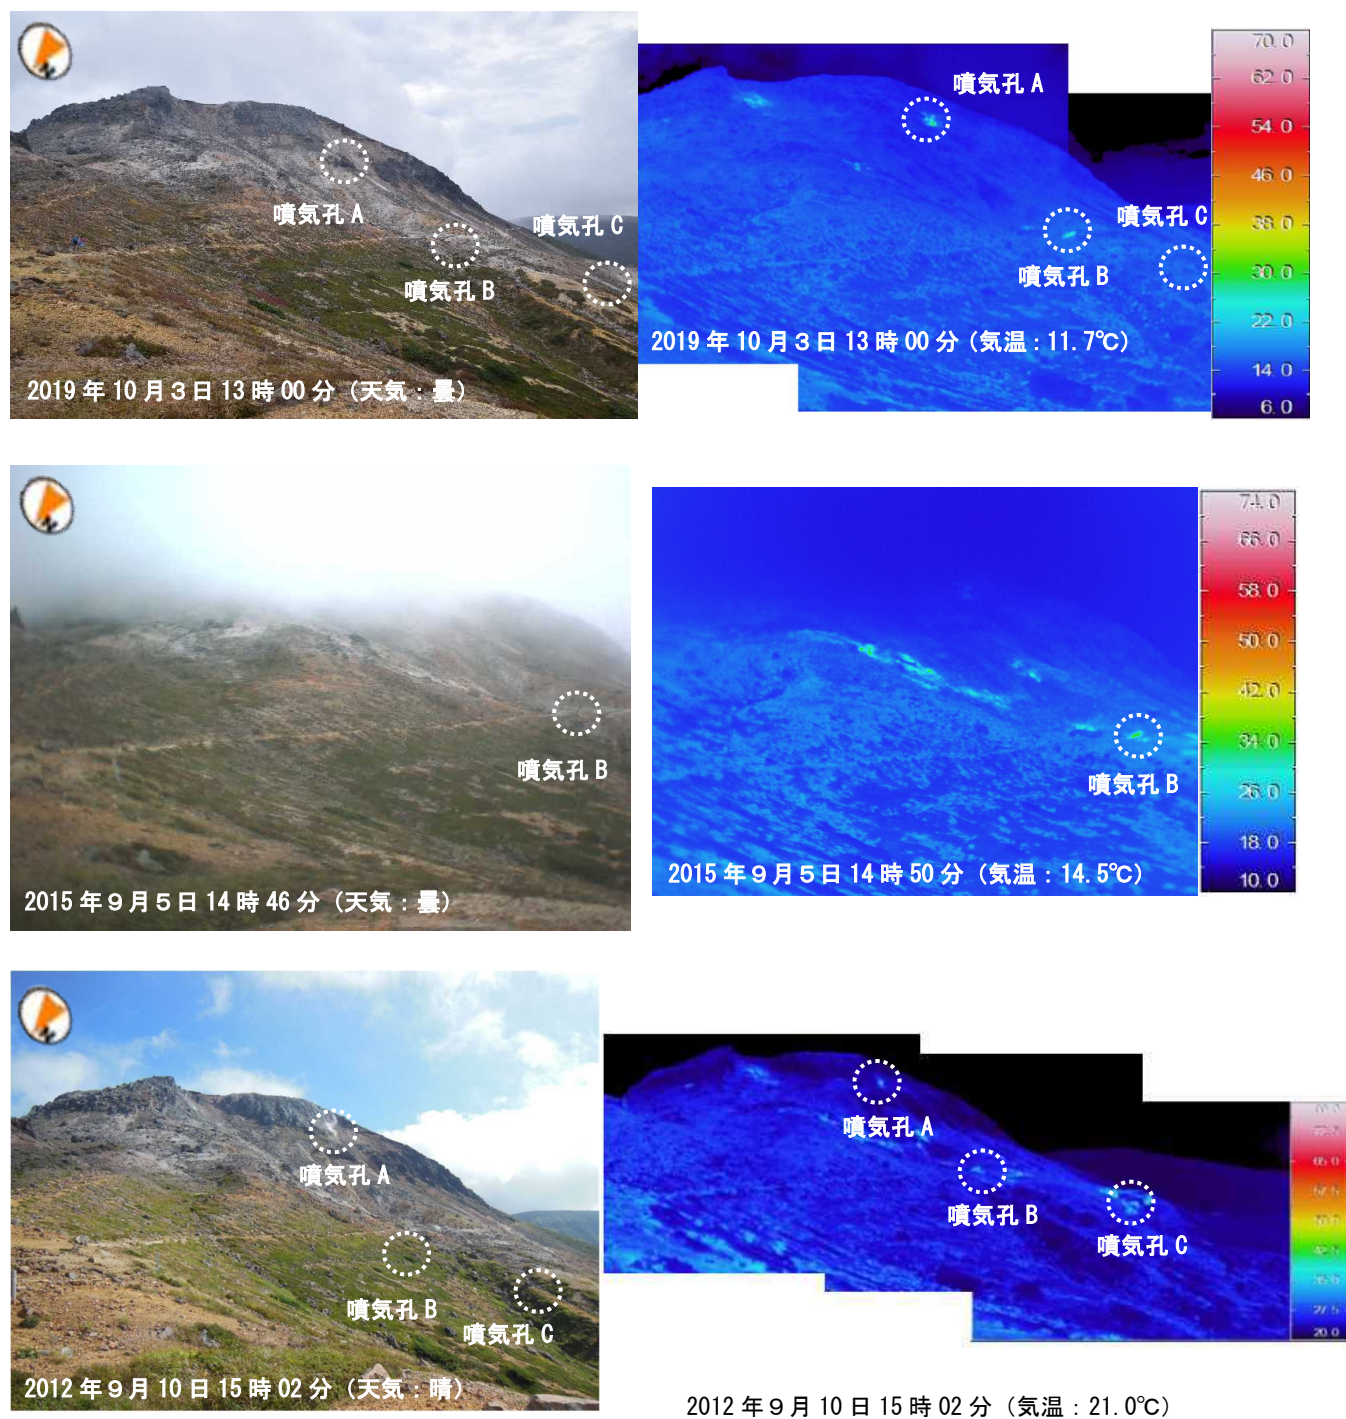 噴気孔 A
噴気孔 B
噴気孔 C
2019 年 10 月３日 13 時 00 分（天気：曇）
噴気孔 A
噴気孔 C
噴気孔 B
2019 年 10 月３日 13 時 00 分（気温：11.7℃）
70.0
62.0
54.0
46.0
38.0
30.0
22.0
14.0
6.0
噴気孔 B
2015 年９月５日 14 時 46 分（天気：曇）
噴気孔 B
2015 年９月５日 14 時 50 分（気温：14.5℃）
74.0
66.0
58.0
50.0
42.0
34.0
26.0
18.0
10.0
噴気孔 A
噴気孔 B
噴気孔 C
2012 年９月 10 日 15 時 02 分（天気：晴）
噴気孔 A
噴気孔 B
噴気孔 C
65.0
27.5
20.0
2012 年９月 10 日 15 時 02 分（気温：21.0℃）